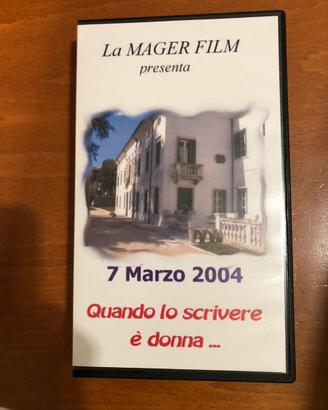 La MAGER FILM
presenta
7 Marzo 2004
Quando lo scrivere
è donna ...